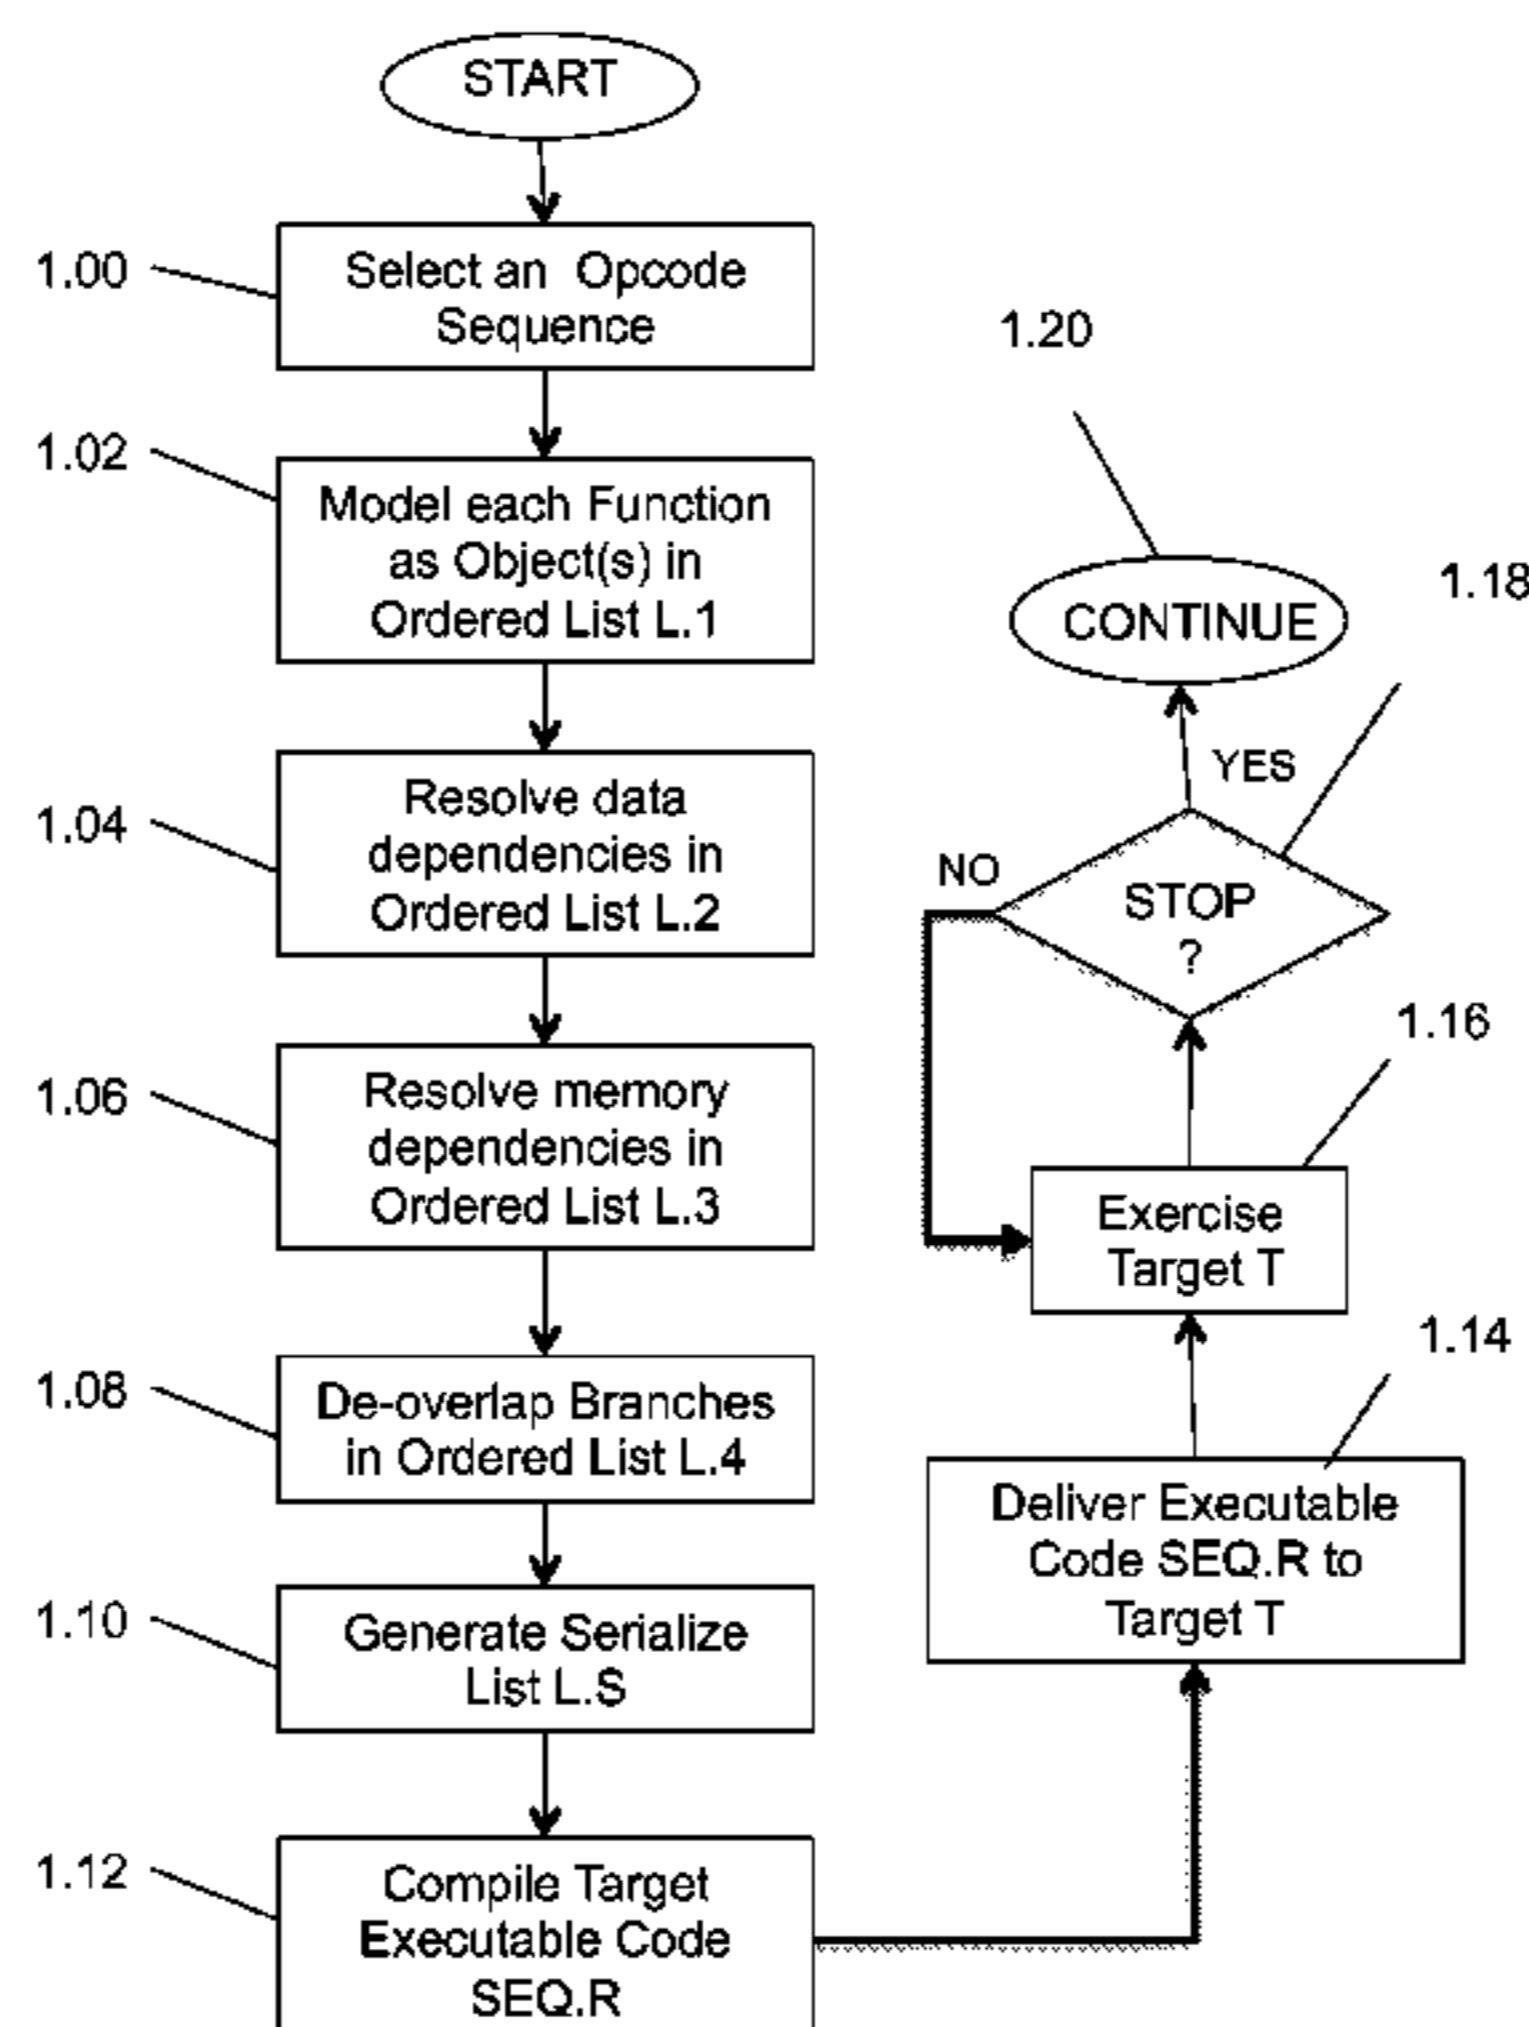 START
1.00
Select an Opcode
Sequence
1.02
Model each Function
as Object(s) in
Ordered List L.1
1.04
Resolve data
dependencies in
Ordered List L.2
1.06
Resolve memory
dependencies in
Ordered List L.3
1.08
De-overlap Branches
in Ordered List L.4
1.10
Generate Serialize
List L.S
1.12
Compile Target
Executable Code
SEQ.R
1.20
CONTINUE
1.18
YES
NO
STOP
?
1.16
Exercise
Target T
1.14
Deliver Executable
Code SEQ.R to
Target T